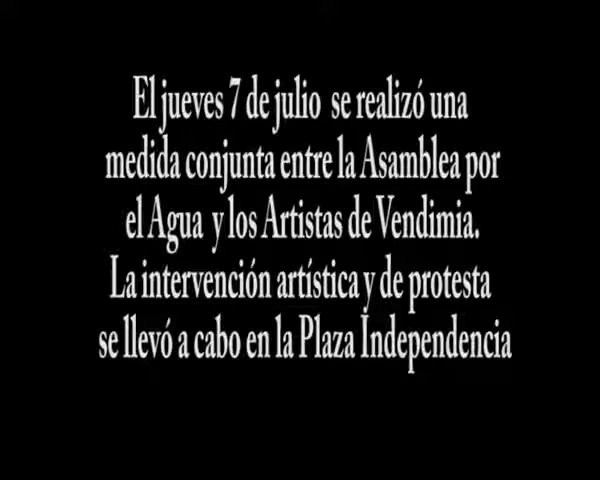 El jueves 7 de julio se realizó una
medida conjunta entre la Asamblea por
el Agua y los Artistas de Vendimia.
La intervención artística y de protesta
se llevó a cabo en la Plaza Independencia